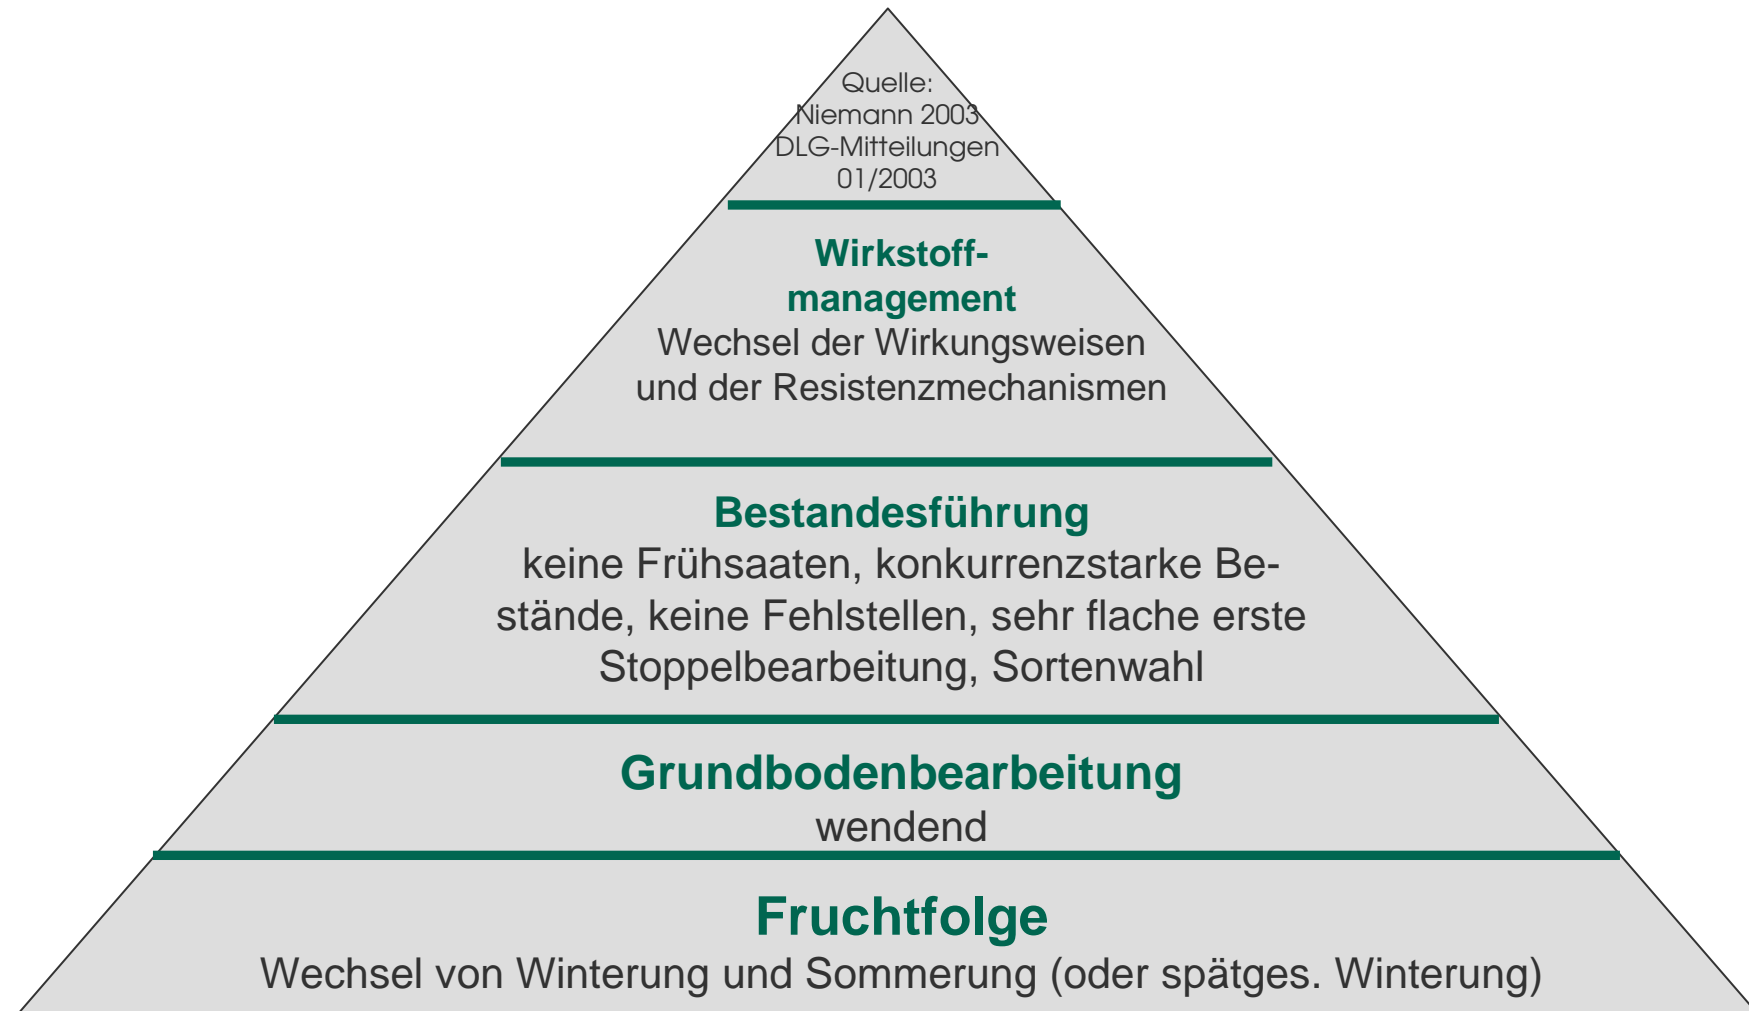 Quelle:
Niemann 2003
DLG-Mitteilungen
01/2003
Wirkstoff-
management
Wechsel der Wirkungsweisen
und der Resistenzmechanismen
Bestandesführung
keine Frühsaaten, konkurrenzstarke Be-
stände, keine Fehlstellen, sehr flache erste
Stoppelbearbeitung, Sortenwahl
Grundbodenbearbeitung
wendend
Fruchtfolge
Wechsel von Winterung und Sommerung (oder spätges. Winterung)